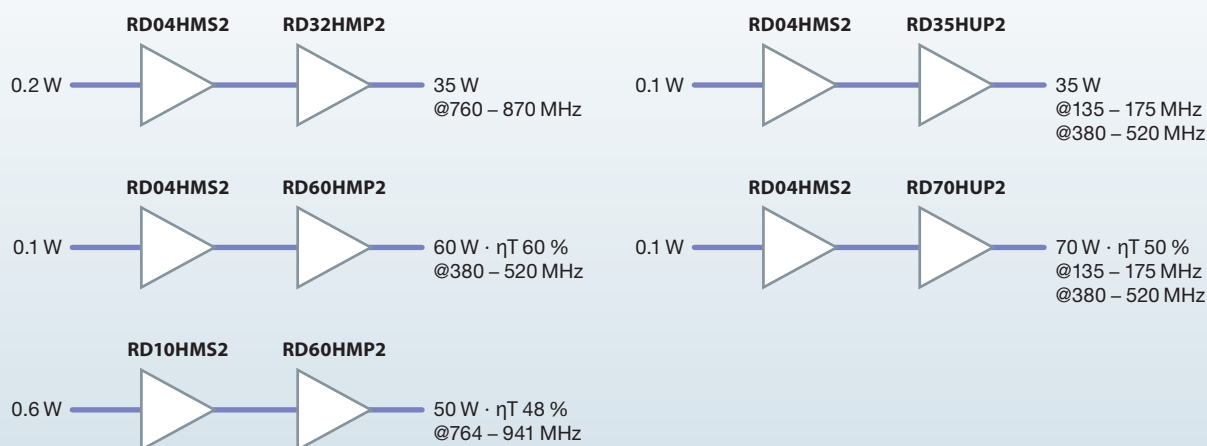 RD04HMS2 RD32HMP2
0.2 W 35 W
@760 – 870 MHz
RD04HMS2 RD35HUP2
0.1 W 35 W
@135 – 175 MHz
@380 – 520 MHz
RD04HMS2 RD60HMP2
0.1 W 60 W · ηT 60 %
@380 – 520 MHz
RD04HMS2 RD70HUP2
0.1 W 70 W · ηT 50 %
@135 – 175 MHz
@380 – 520 MHz
RD10HMS2 RD60HMP2
0.6 W 50 W · ηT 48 %
@764 – 941 MHz